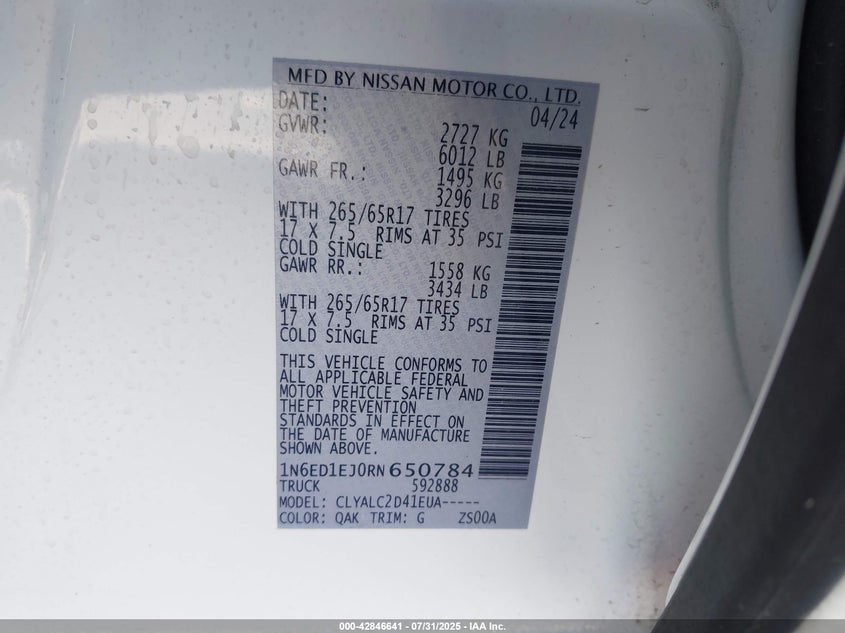 MFD BY NISSAN MOTOR CO., LTD.
DATE: 04/24
GVWR: 2727 KG
6012 LB
GAWR FR.: 1495 KG
3296 LB
WITH 265/65R17 TIRES
17 X 7.5 RIMS AT 35 PSI
COLD SINGLE
GAWR RR.: 1558 KG
3434 LB
WITH 265/65R17 TIRES
17 X 7.5 RIMS AT 35 PSI
COLD SINGLE
THIS VEHICLE CONFORMS TO
ALL APPLICABLE FEDERAL
MOTOR VEHICLE SAFETY AND
THEFT PREVENTION
STANDARDS IN EFFECT ON
THE DATE OF MANUFACTURE
SHOWN ABOVE.
1N6ED1EJ0RN650784
TRUCK 592888
MODEL: CLYALC2D41EUA-----
COLOR: QAK TRIM: G ZS00A
000-42846641 / 07/31/2025 - IAA Inc.